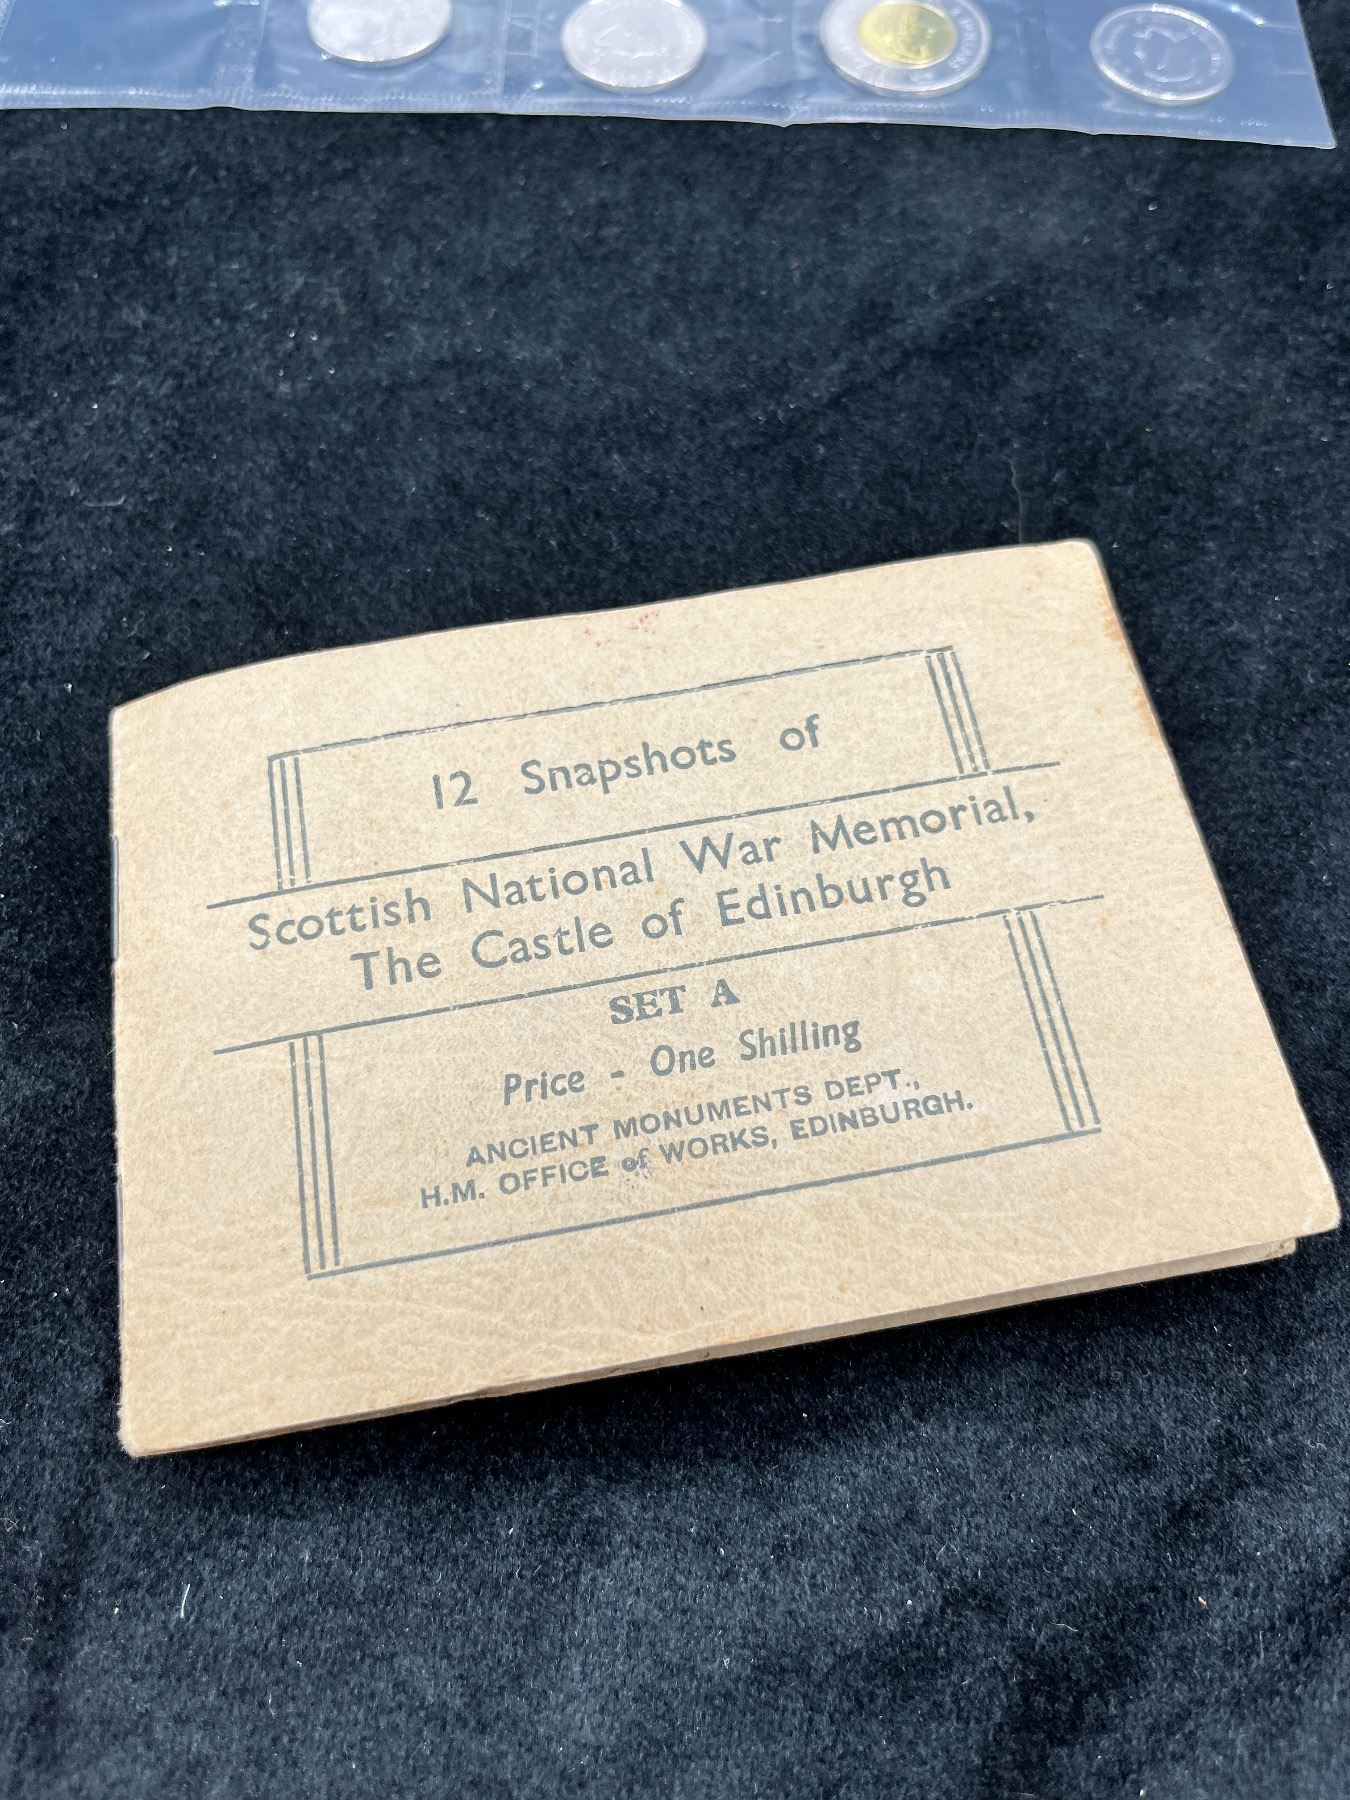 12 Snapshots of
Scottish National War Memorial,
The Castle of Edinburgh
SET A
Price - One Shilling
ANCIENT MONUMENTS DEPT.,
H.M. OFFICE of WORKS, EDINBURGH.